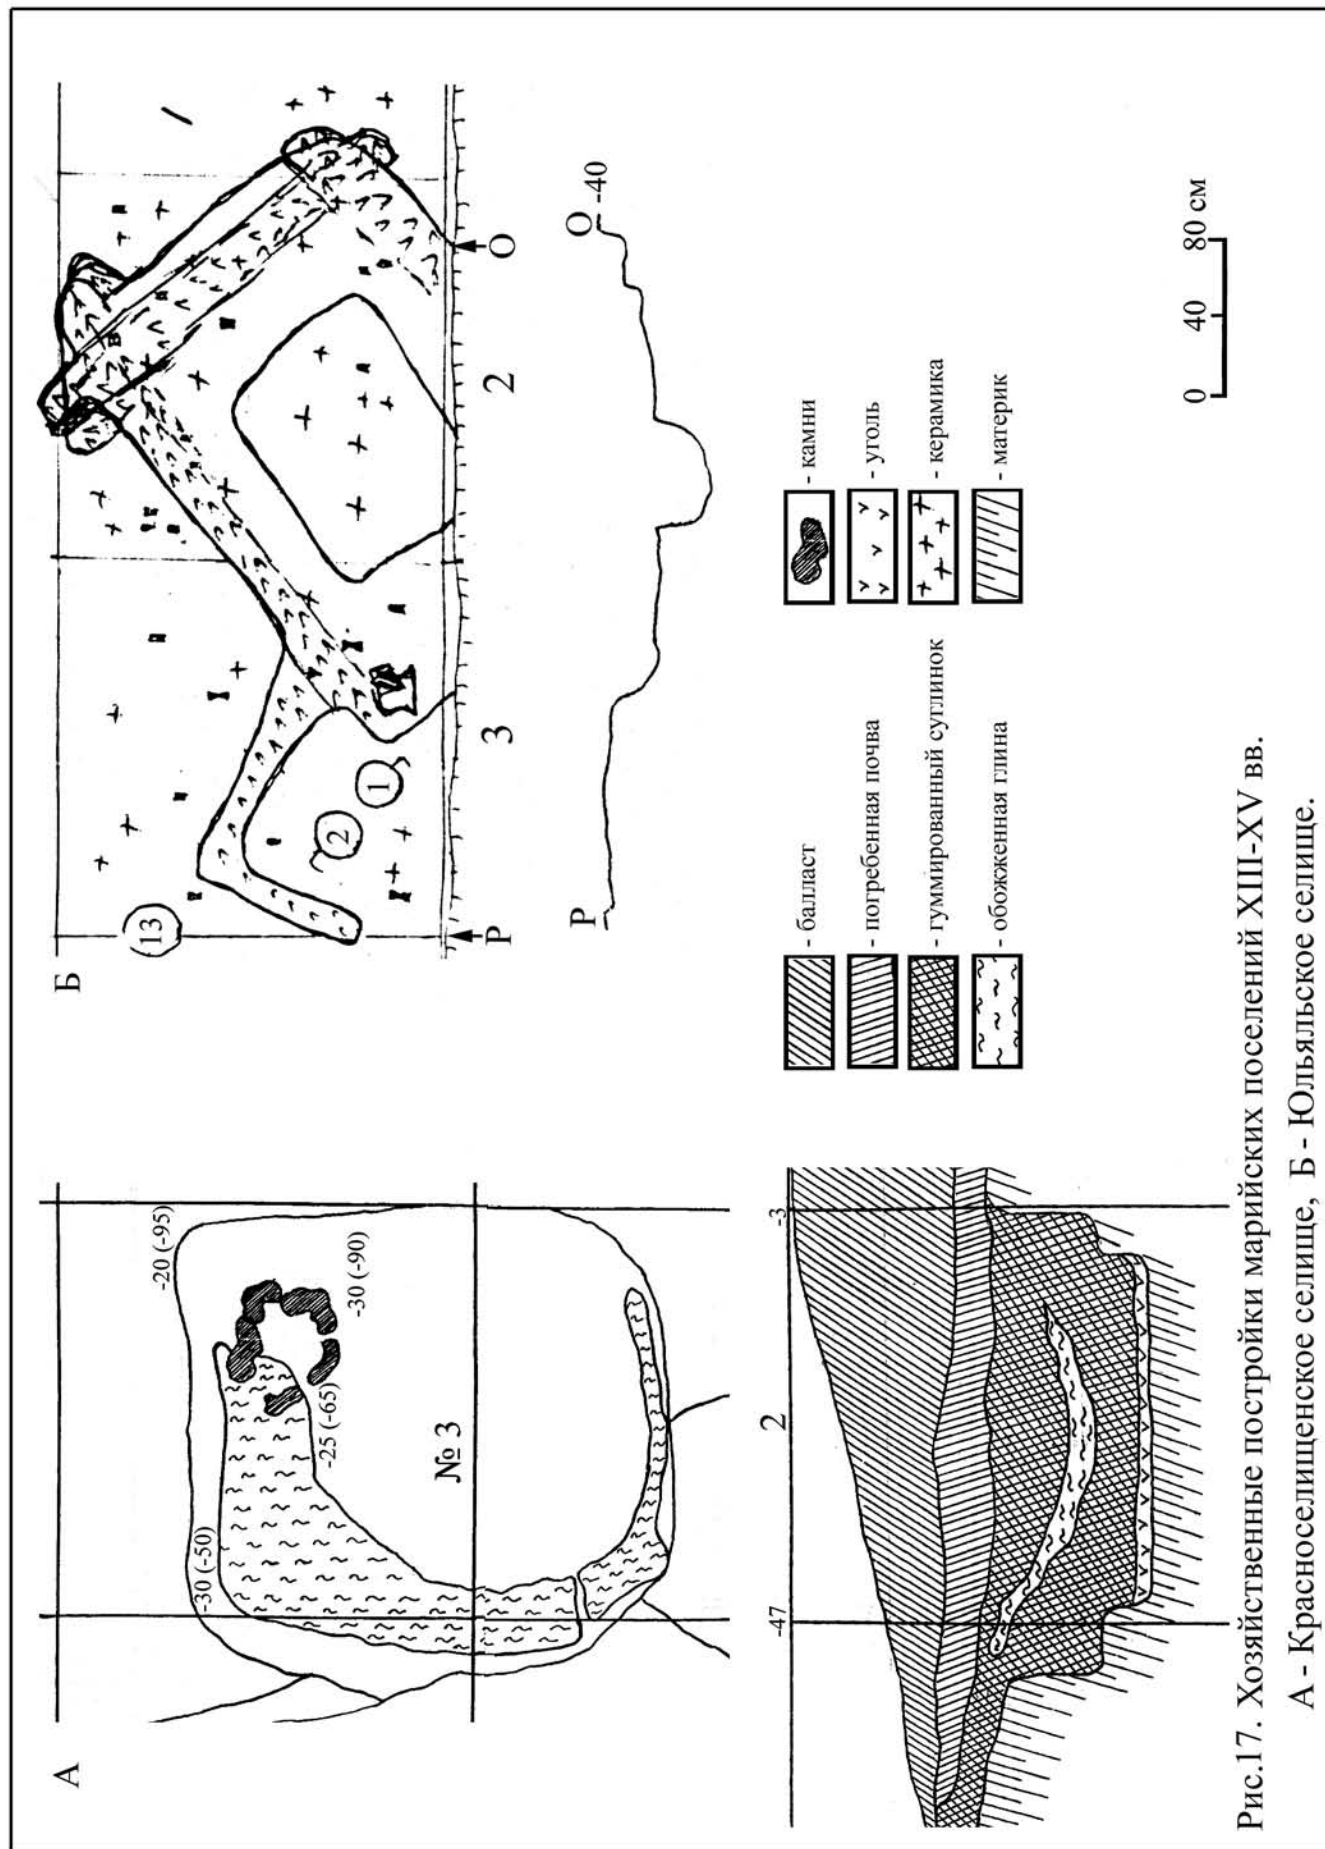 А
-30 (-50)
-20 (-95)
-25 (-65)
-30 (-90)
№ 3
-47
2
-3
Б
13
2
1
Р
3
2
О
Р
О
-40
- балласт
- погребенная почва
- гуммированный суглинок
- обожженная глина
- камни
- уголь
- керамика
- материк
0 40 80 см
Рис.17. Хозяйственные постройки марийских поселений XIII-XV вв.
А - Красноселищенское селище, Б - Юльяльское селище.